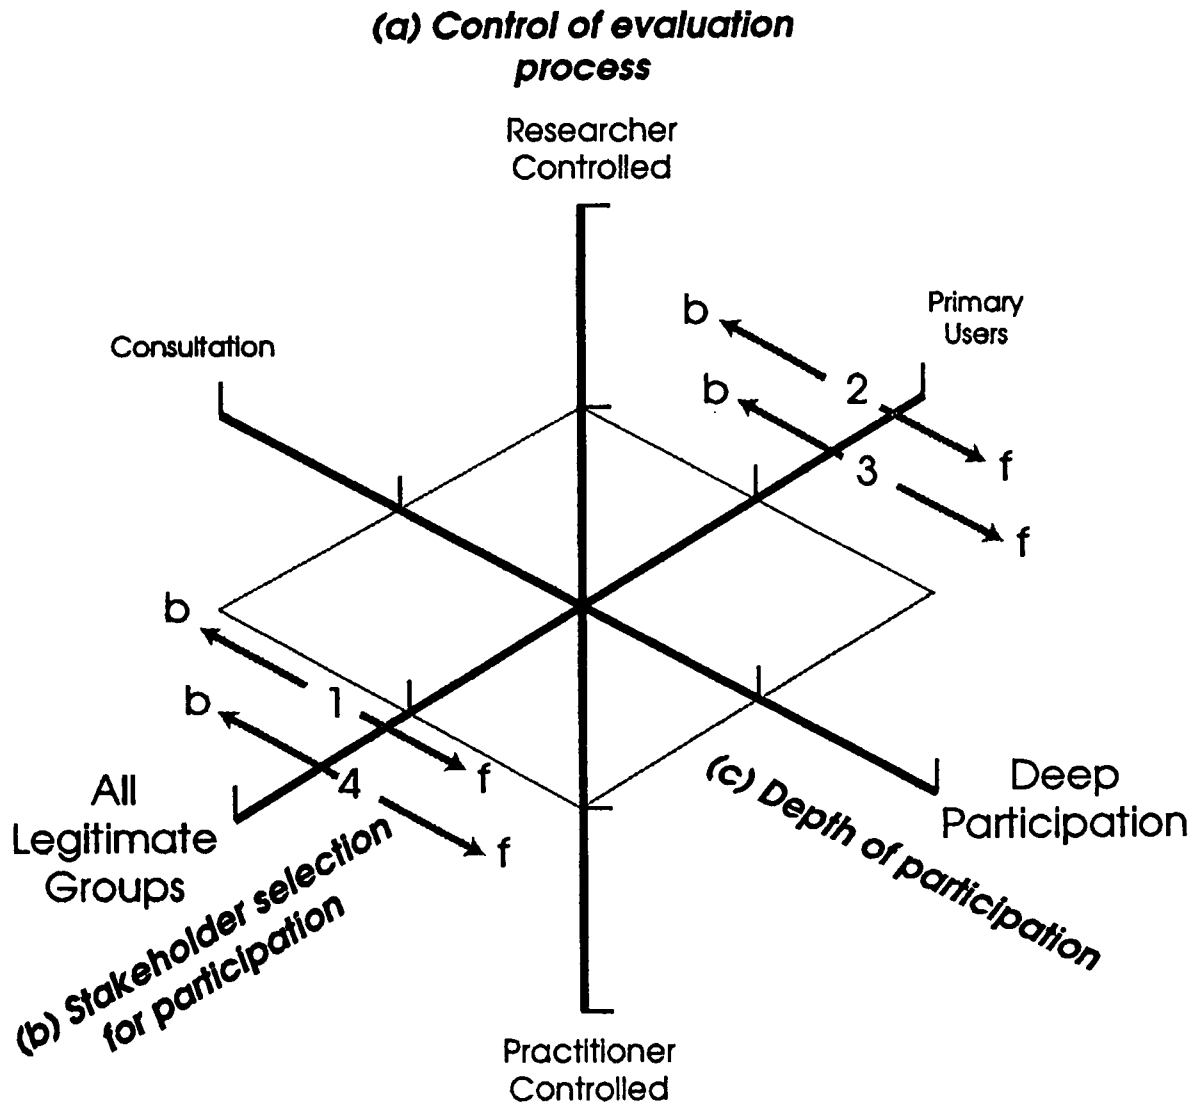 (a) Control of evaluation
process
Researcher
Controlled
Primary
Users
b
2
f
Consultation
b
3
f
b
1
f
b
4
f
All
Legitimate
Groups
Deep
Participation
(c) Depth of participation
(b) Stakeholder selection
for participation
Practitioner
Controlled